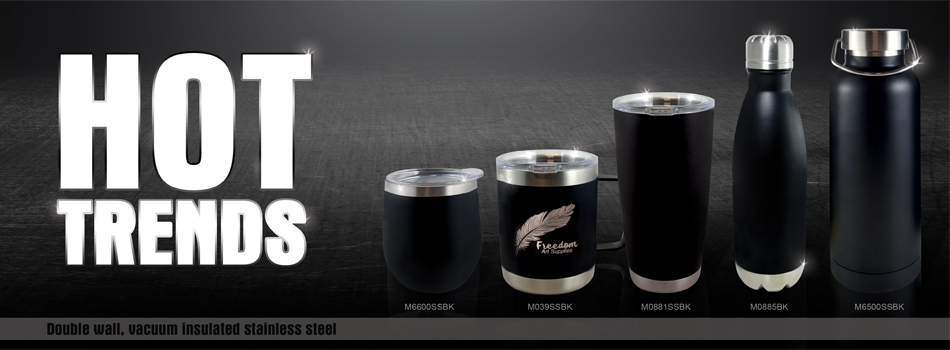 HOT
TRENDS
Freedom
Art Supplies
M6600SSBK
M039SSBK
M0881SSBK
M0885BK
M6500SSBK
Double wall, vacuum insulated stainless steel